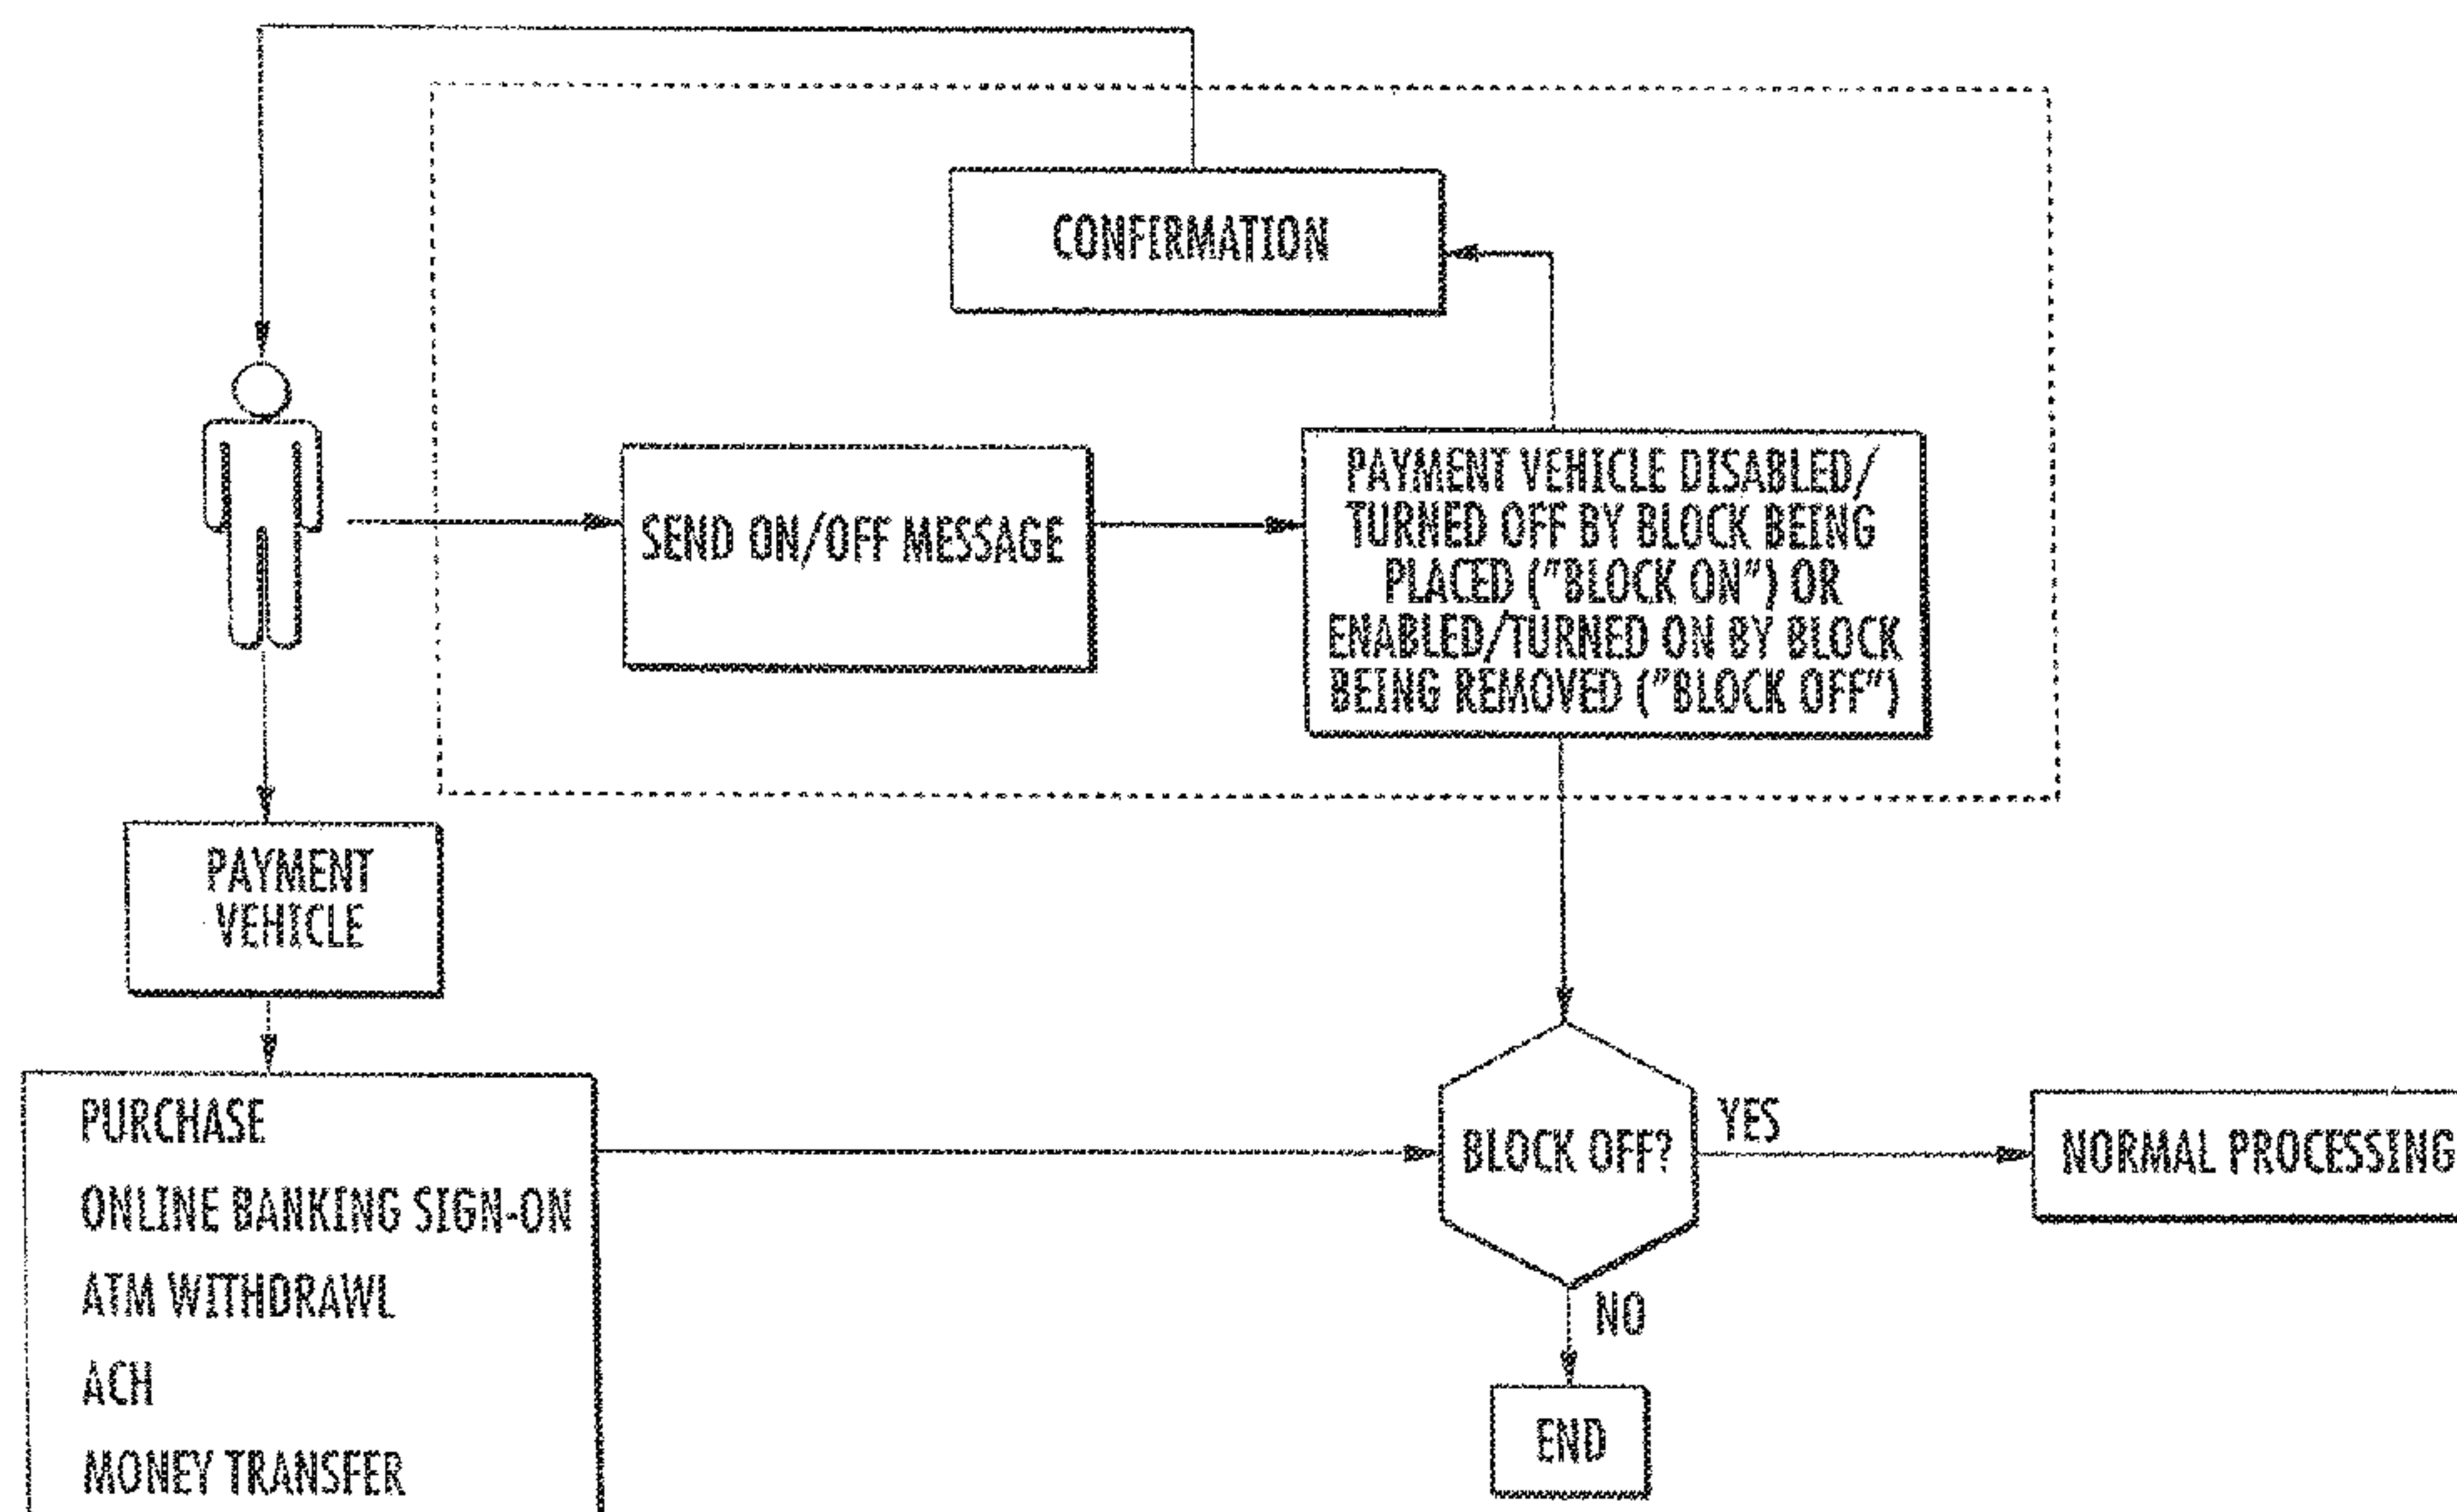 CONFIRMATION
SEND ON/OFF MESSAGE
PAYMENT VEHICLE DISABLED/
TURNED OFF BY BLOCK BEING
PLACED ("BLOCK ON") OR
ENABLED/TURNED ON BY BLOCK
BEING REMOVED ("BLOCK OFF")
PAYMENT
VEHICLE
PURCHASE
ONLINE BANKING SIGN-ON
ATM WITHDRAWL
ACH
MONEY TRANSFER
BLOCK OFF?
YES
NORMAL PROCESSING
NO
END